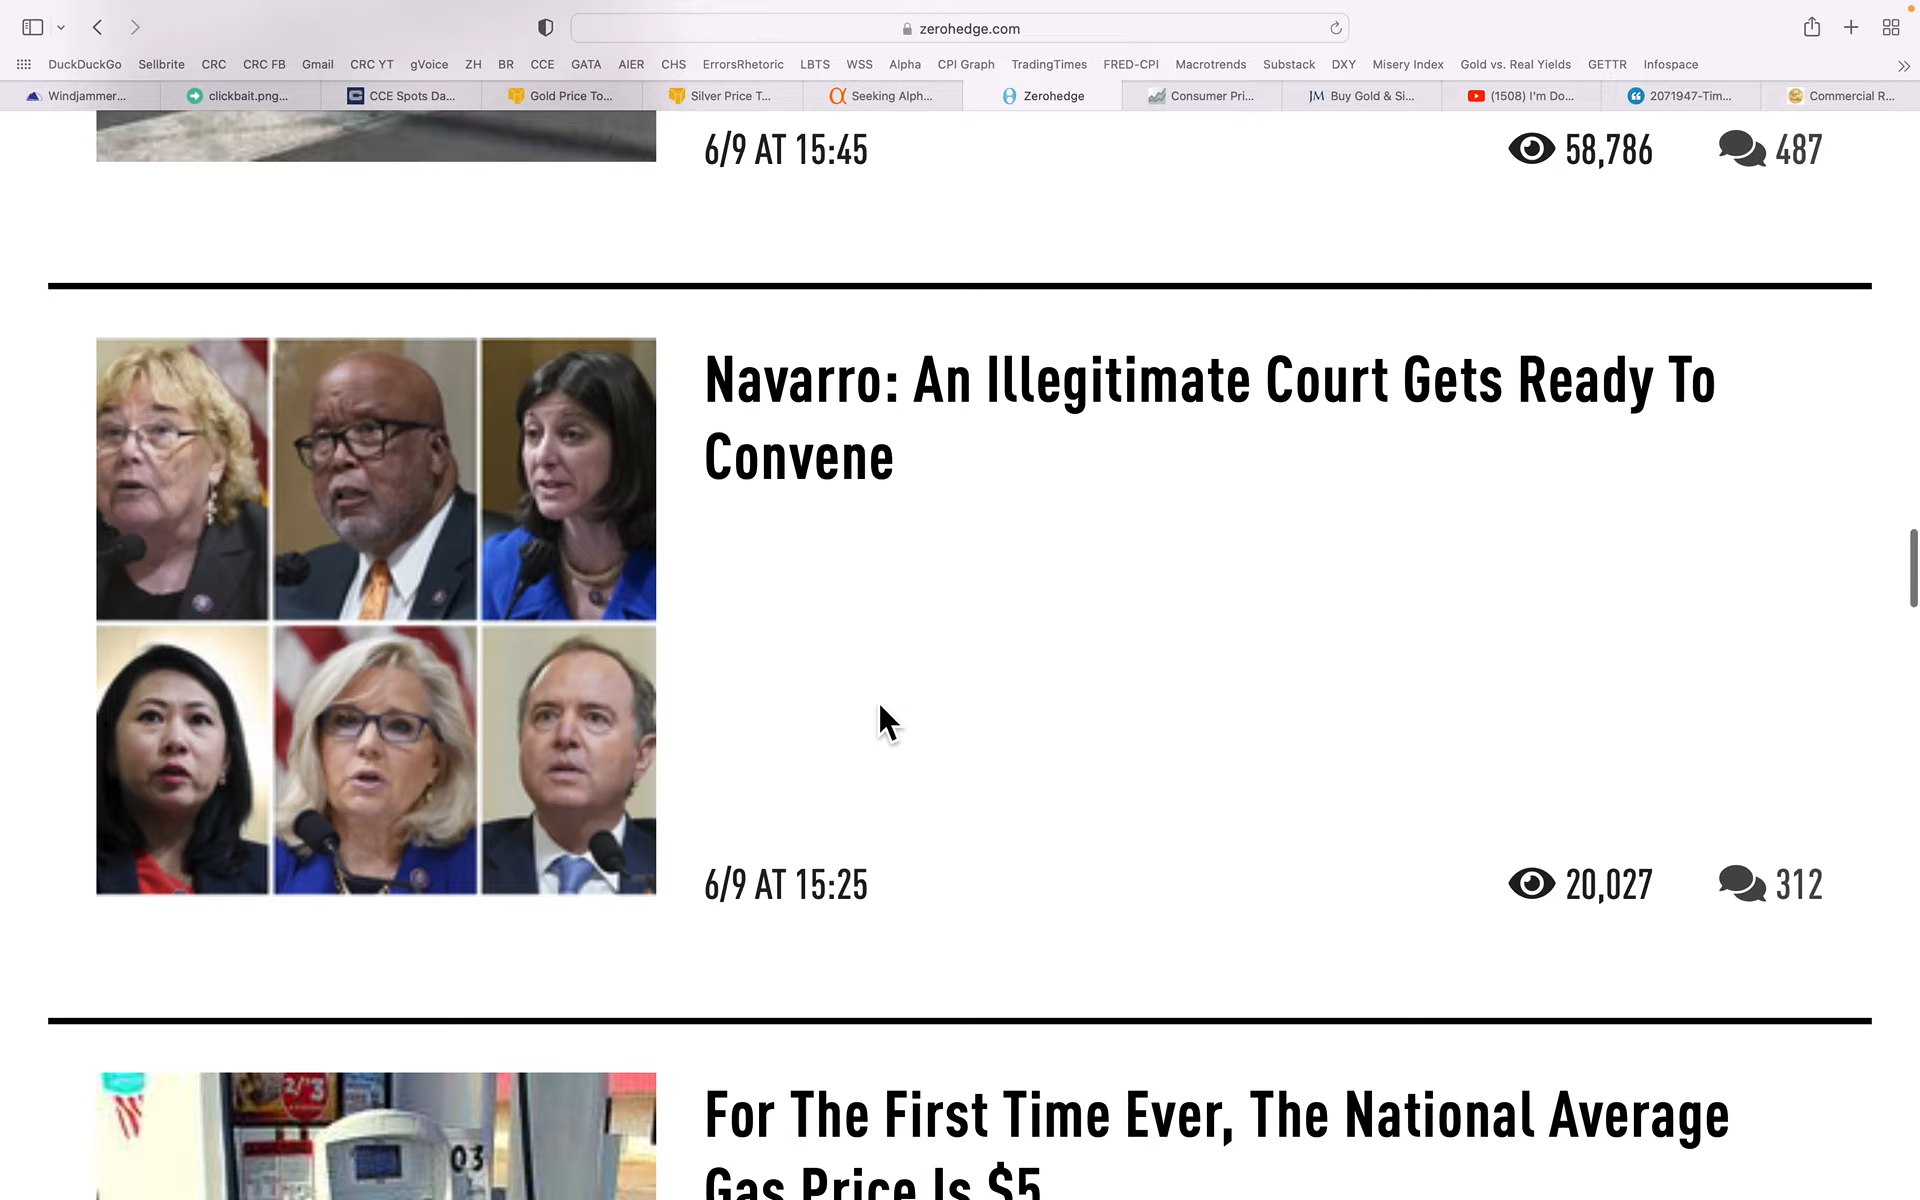 zerohedge.com
DuckDuckGo Sellbrite CRC CRC FB Gmail CRC YT gVoice ZH BR CCE GATA AIER CHS ErrorsRhetoric LBTS WSS Alpha CPI Graph TradingTimes FRED-CPI Macrotrends Substack DXY Misery Index Gold vs. Real Yields GETTR Infospace
Windjammer... clickbait.png... CCE Spots Da... Gold Price To... Silver Price T... Seeking Alph... Zerohedge Consumer Pri... JM Buy Gold & Si... (1508) I'm Do... 2071947-Tim... Commercial R...
6/9 AT 15:45 58,786 487
Navarro: An Illegitimate Court Gets Ready To
Convene
6/9 AT 15:25 20,027 312
2/$3
03
For The First Time Ever, The National Average
Gas Price Is $5